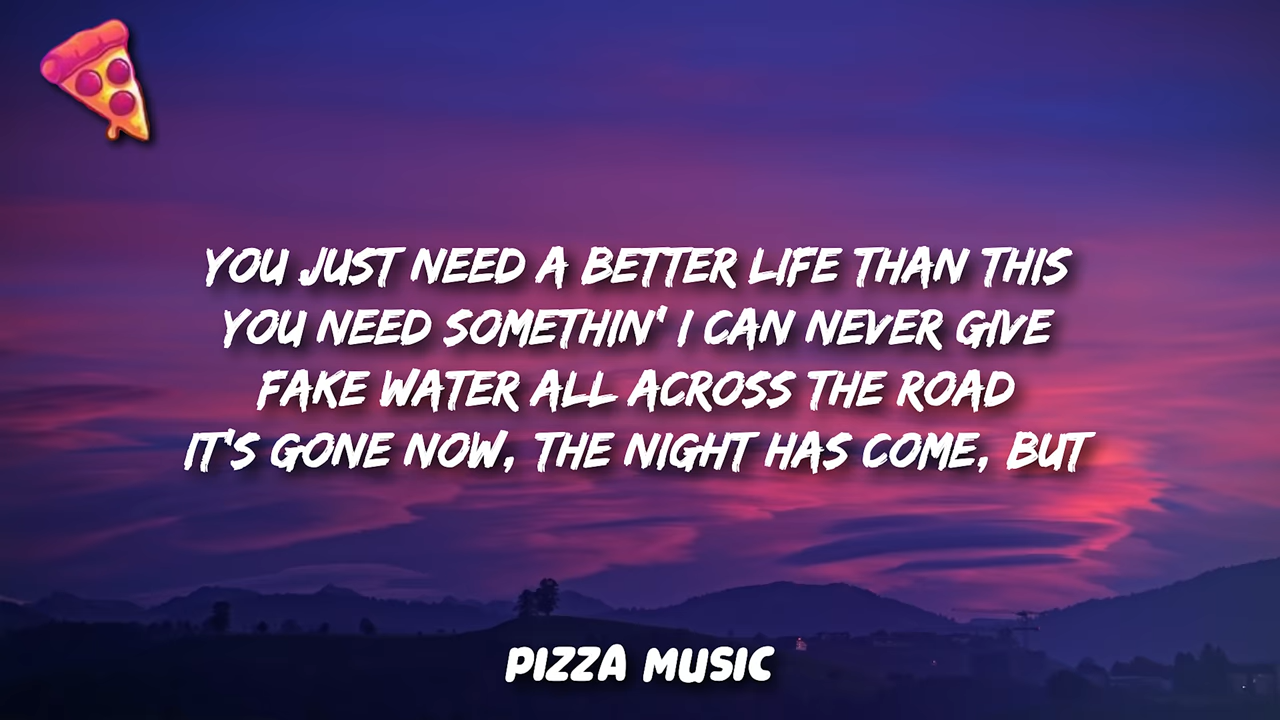 YOU JUST NEED A BETTER LIFE THAN THIS
YOU NEED SOMETHIN' I CAN NEVER GIVE
FAKE WATER ALL ACROSS THE ROAD
IT'S GONE NOW, THE NIGHT HAS COME, BUT
PIZZA MUSIC